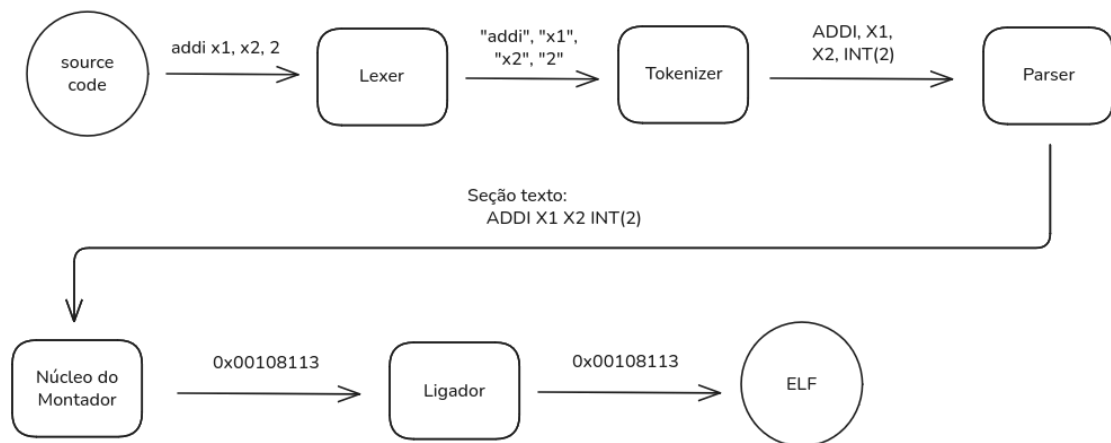 source
code
addi x1, x2, 2
Lexer
"addi", "x1",
"x2", "2"
Tokenizer
ADDI, X1,
X2, INT(2)
Parser
Seção texto:
ADDI X1 X2 INT(2)
Núcleo do
Montador
0x00108113
Ligador
0x00108113
ELF